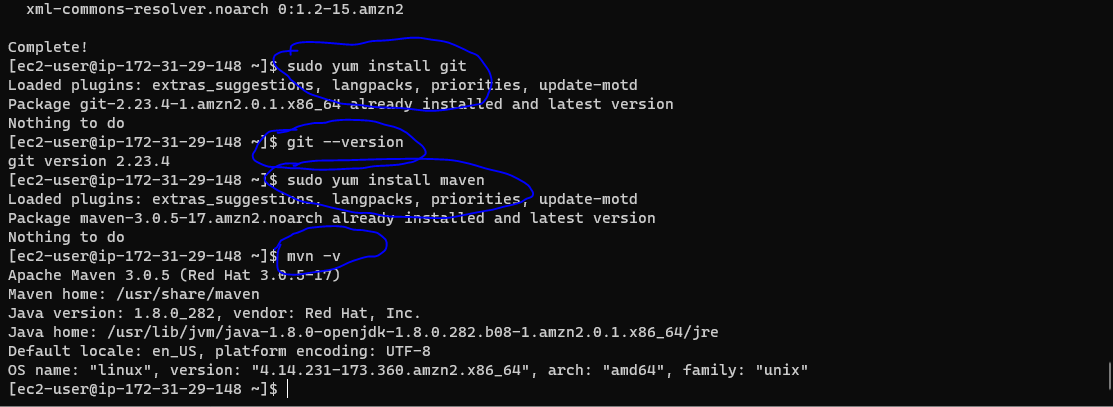 xml-commons-resolver.noarch 0:1.2-15.amzn2
Complete!
[ec2-user@ip-172-31-29-148 ~]$ sudo yum install git
Loaded plugins: extras_suggestions, langpacks, priorities, update-motd
Package git-2.23.4-1.amzn2.0.1.x86_64 already installed and latest version
Nothing to do
[ec2-user@ip-172-31-29-148 ~]$ git --version
git version 2.23.4
[ec2-user@ip-172-31-29-148 ~]$ sudo yum install maven
Loaded plugins: extras_suggestions, langpacks, priorities, update-motd
Package maven-3.0.5-17.amzn2.noarch already installed and latest version
Nothing to do
[ec2-user@ip-172-31-29-148 ~]$ mvn -v
Apache Maven 3.0.5 (Red Hat 3.0.5-17)
Maven home: /usr/share/maven
Java version: 1.8.0_282, vendor: Red Hat, Inc.
Java home: /usr/lib/jvm/java-1.8.0-openjdk-1.8.0.282.b08-1.amzn2.0.1.x86_64/jre
Default locale: en_US, platform encoding: UTF-8
OS name: "linux", version: "4.14.231-173.360.amzn2.x86_64", arch: "amd64", family: "unix"
[ec2-user@ip-172-31-29-148 ~]$